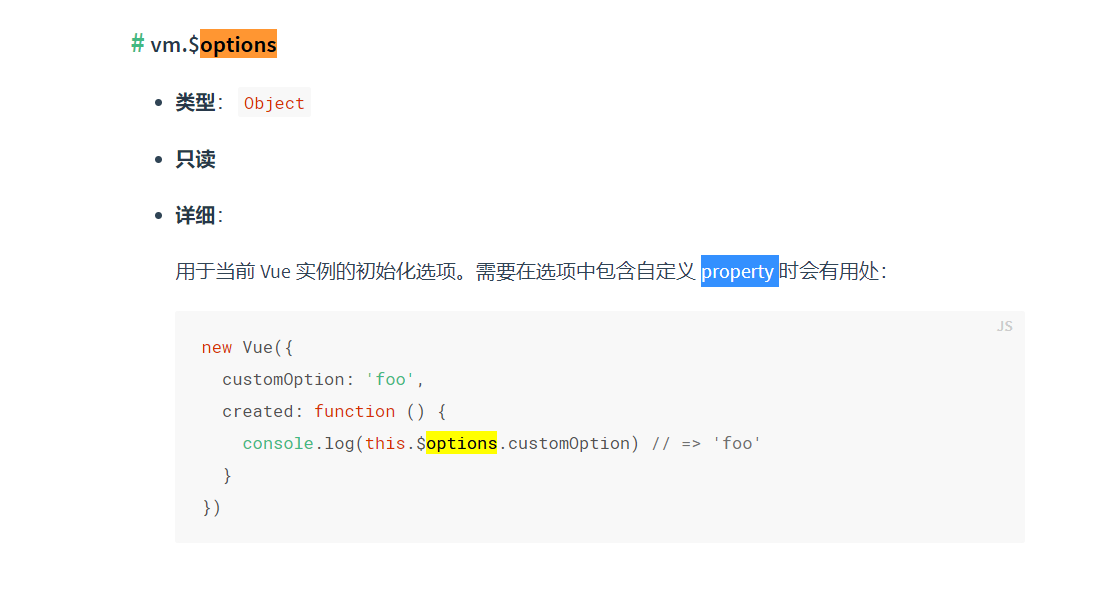 # vm.$options
• 类型： Object
• 只读
• 详细：
用于当前 Vue 实例的初始化选项。需要在选项中包含自定义 property 时会有用处：
JS
new Vue({
  customOption: 'foo',
  created: function () {
    console.log(this.$options.customOption) // => 'foo'
  }
})